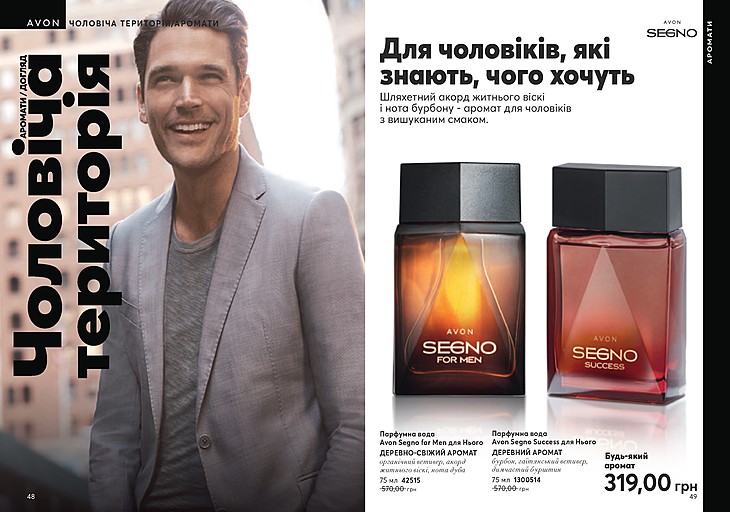 AVON
ЧОЛОВІЧА ТЕРИТОРІЯ/АРОМАТИ
АРОМАТИ / ДОГЛЯД
Чоловіча
територія
48
AVON
SEGNO
АРОМАТИ
Для чоловіків, які
знають, чого хочуть
Шляхетний акорд житнього віскі
і нота бурбону - аромат для чоловіків
з вишуканим смаком.
AVON
SEGNO
FOR MEN
AVON
SEGNO
SUCCESS
Парфумна вода
Avon Segno for Men для Нього
ДЕРЕВНО-СВІЖИЙ АРОМАТ
органічний ветивер, акорд
житнього віскі, нота дуба
75 мл 42515
570,00 грн
Парфумна вода
Avon Segno Success для Нього
ДЕРЕВНИЙ АРОМАТ
бурбон, гаїтянський ветивер,
димчастий бурштин
75 мл 1300514
570,00 грн
Будь-який
аромат
319,00 грн
49